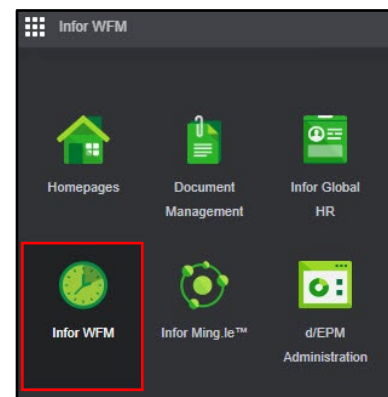 Infor WFM
Homepages
Document
Management
Infor Global
HR
Infor WFM
Infor Ming.le™
d/EPM
Administration